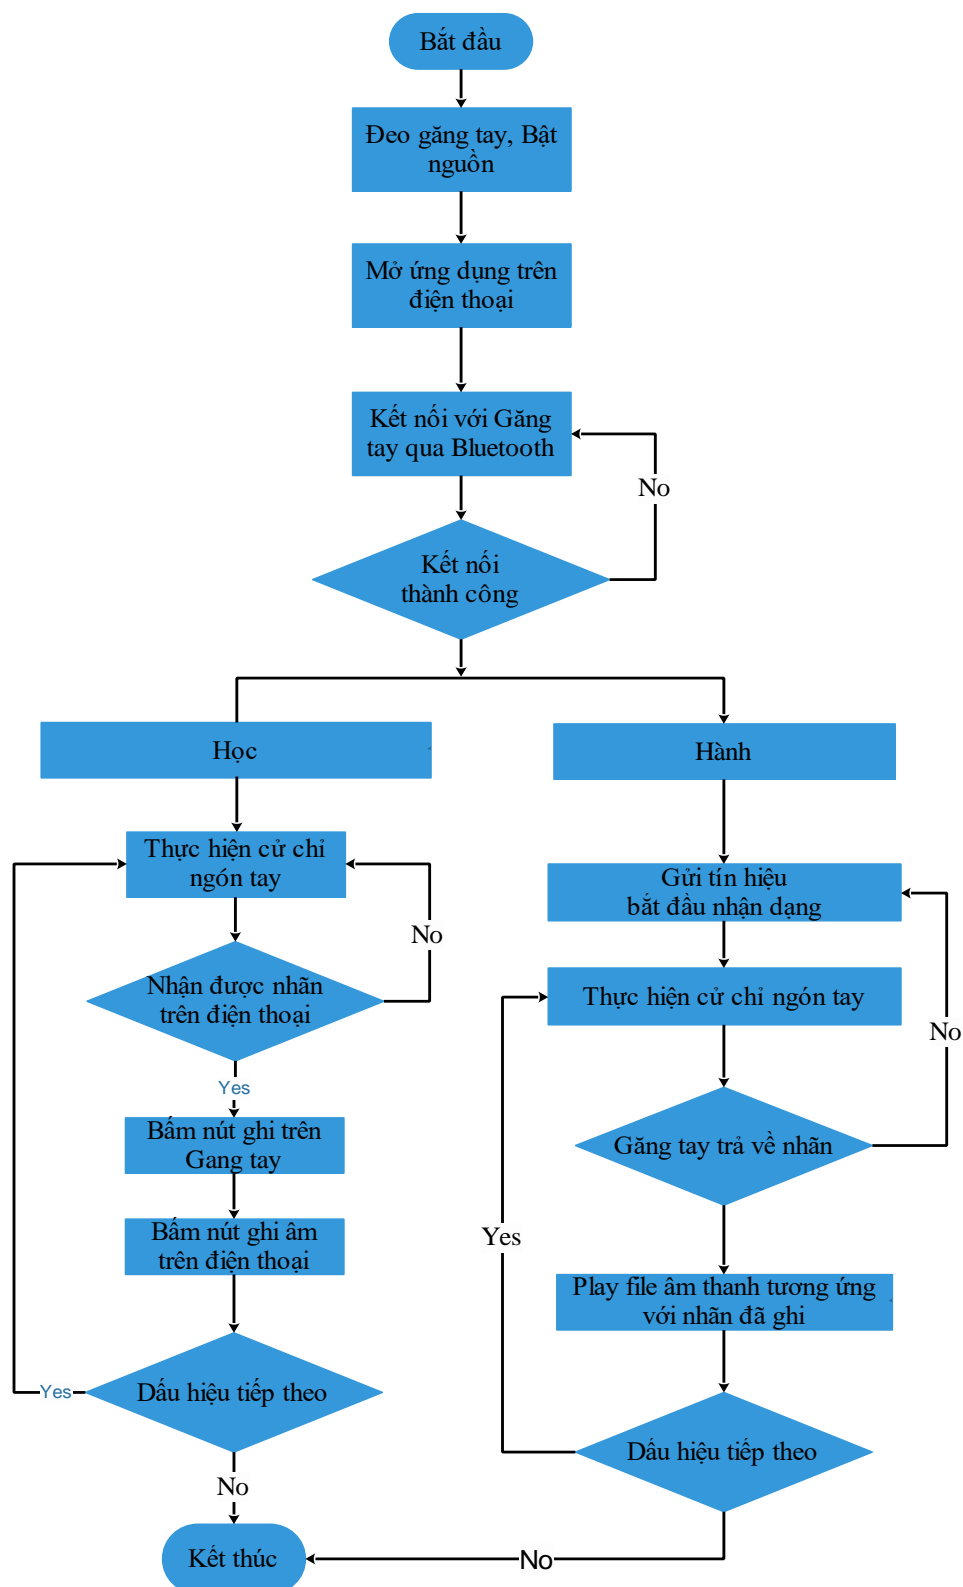 Bắt đầu
Đeo găng tay, Bật
nguồn
Mở ứng dụng trên
điện thoại
Kết nối với Găng
tay qua Bluetooth
No
Kết nối
thành công
Học
Hành
Thực hiện cử chỉ
ngón tay
No
Nhận được nhãn
trên điện thoại
Yes
Bấm nút ghi trên
Gang tay
Bấm nút ghi âm
trên điện thoại
Yes
Dấu hiệu tiếp theo
No
Kết thúc
Gửi tín hiệu
bắt đầu nhận dạng
Thực hiện cử chỉ ngón tay
No
Găng tay trả về nhãn
Yes
Play file âm thanh tương ứng
với nhãn đã ghi
Dấu hiệu tiếp theo
No